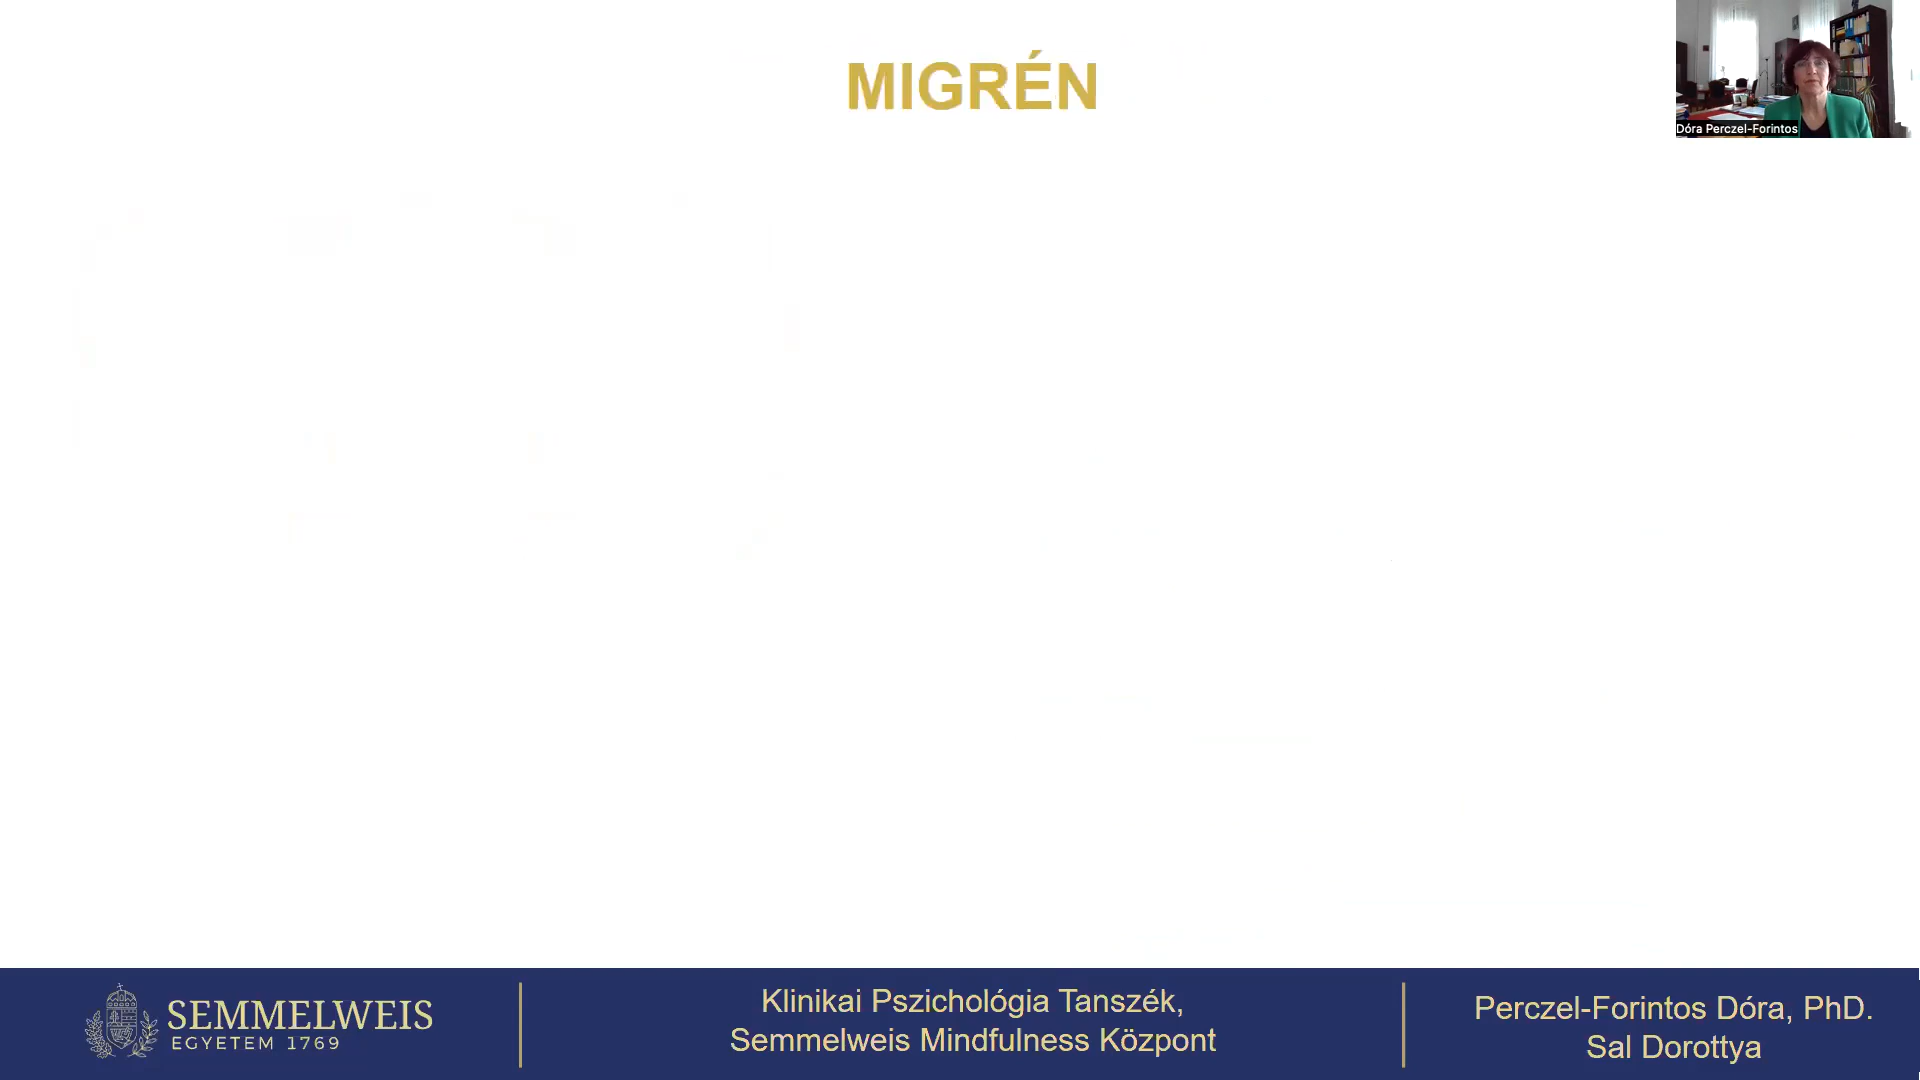 MIGRÉN
Dóra Perczel-Forintos
SEMMELWEIS
EGYETEM 1769
Klinikai Pszichológia Tanszék,
Semmelweis Mindfulness Központ
Perczel-Forintos Dóra, PhD.
Sal Dorottya